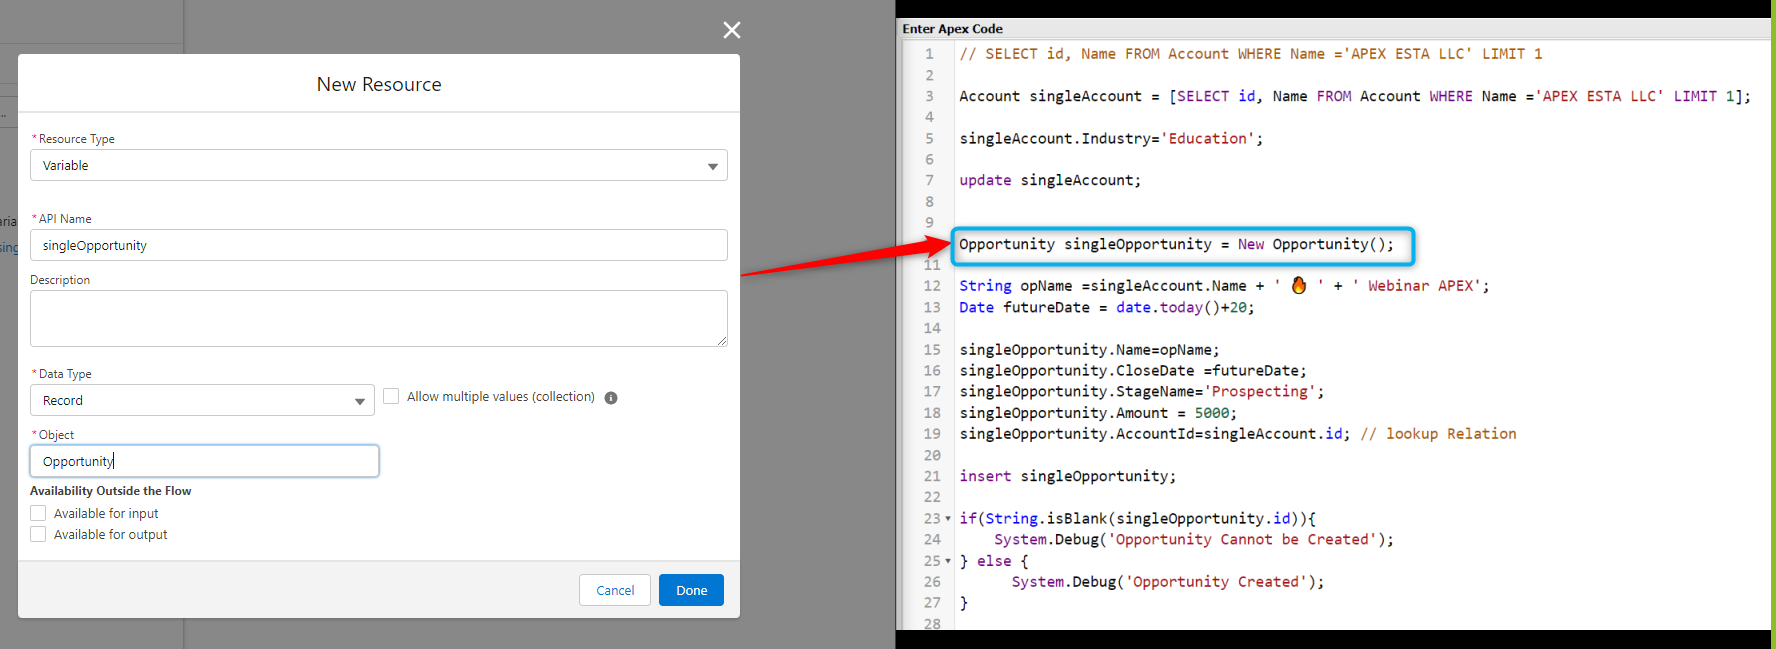 New Resource
*Resource Type
Variable
*API Name
singleOpportunity
Description
*Data Type
Record
Allow multiple values (collection)
*Object
Opportunity
Availability Outside the Flow
Available for input
Available for output
Cancel
Done
Enter Apex Code
1 // SELECT id, Name FROM Account WHERE Name ='APEX ESTA LLC' LIMIT 1
2
3 Account singleAccount = [SELECT id, Name FROM Account WHERE Name ='APEX ESTA LLC' LIMIT 1];
4
5 singleAccount.Industry='Education';
6
7 update singleAccount;
8
9
Opportunity singleOpportunity = New Opportunity();
11
12 String opName =singleAccount.Name + ' 🔥 ' + ' Webinar APEX';
13 Date futureDate = date.today()+20;
14
15 singleOpportunity.Name=opName;
16 singleOpportunity.CloseDate =futureDate;
17 singleOpportunity.StageName='Prospecting';
18 singleOpportunity.Amount = 5000;
19 singleOpportunity.AccountId=singleAccount.id; // lookup Relation
20
21 insert singleOpportunity;
22
23 if(String.isBlank(singleOpportunity.id)){
24 System.Debug('Opportunity Cannot be Created');
25 } else {
26 System.Debug('Opportunity Created');
27 }
28